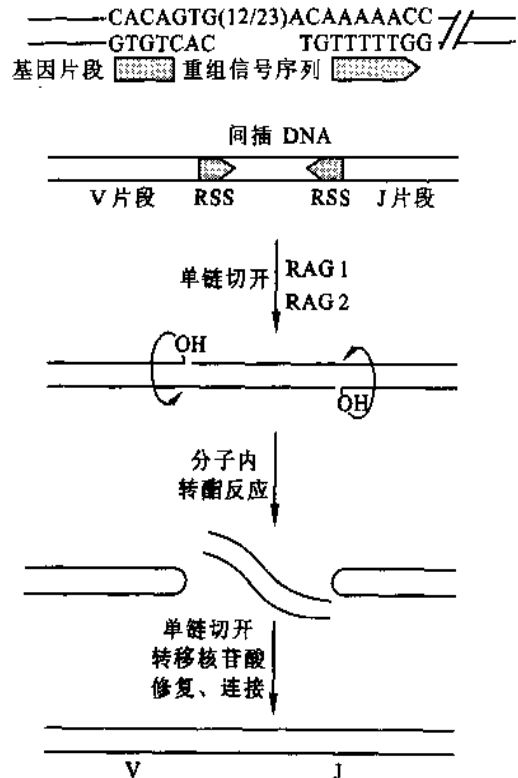 CACAGTG(12/23)ACAAAAACC
GTGTCAC TGTTTTTGG
基因片段 重组信号序列
间插 DNA
V片段 RSS RSS J片段
单链切开 RAG1
RAG2
OH
OH
分子内
转酯反应
单链切开
转移核苷酸
修复、连接
V J